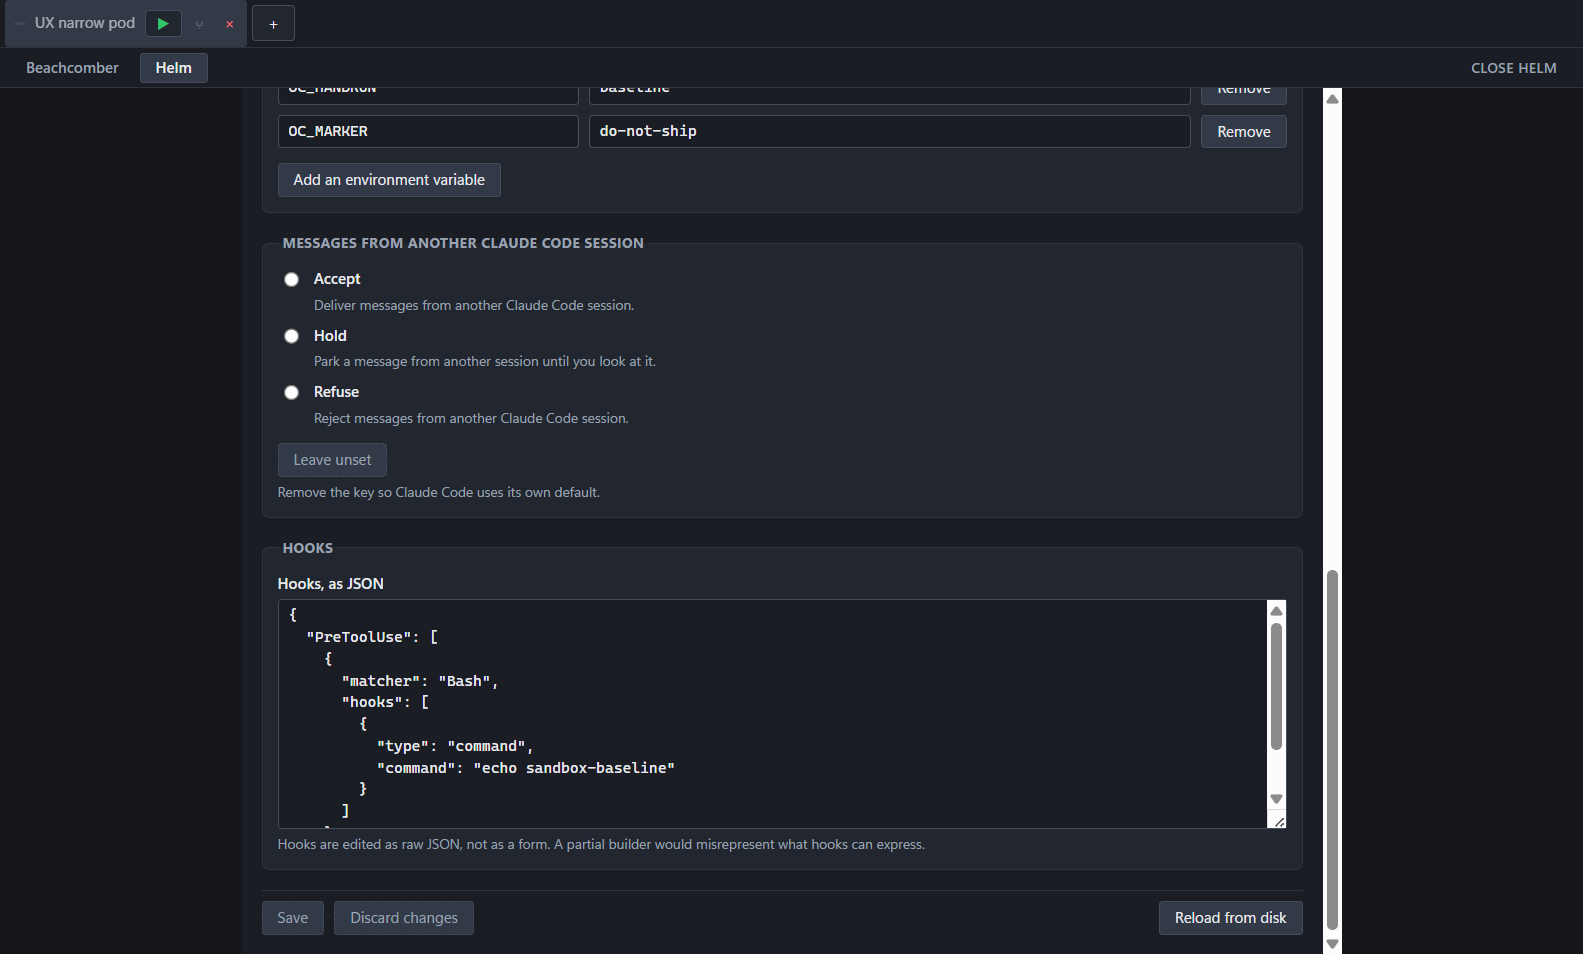 UX narrow pod
+
Beachcomber
Helm
CLOSE HELM
OC_HANDRUN
baseline
Remove
OC_MARKER
do-not-ship
Remove
Add an environment variable
MESSAGES FROM ANOTHER CLAUDE CODE SESSION
Accept
Deliver messages from another Claude Code session.
Hold
Park a message from another session until you look at it.
Refuse
Reject messages from another Claude Code session.
Leave unset
Remove the key so Claude Code uses its own default.
HOOKS
Hooks, as JSON
{
"PreToolUse": [
{
"matcher": "Bash",
"hooks": [
{
"type": "command",
"command": "echo sandbox-baseline"
}
]
Hooks are edited as raw JSON, not as a form. A partial builder would misrepresent what hooks can express.
Save
Discard changes
Reload from disk